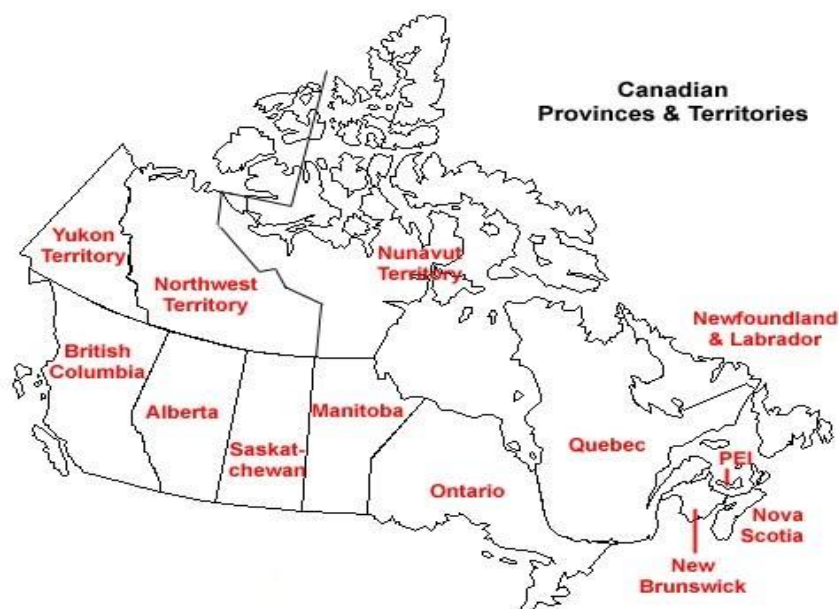 Canadian
Provinces & Territories
Yukon
Territory
Northwest
Territory
Nunavut
Territory
Newfoundland
& Labrador
British
Columbia
Alberta
Saskat-
chewan
Manitoba
Ontario
Quebec
PEI
Nova
Scotia
New
Brunswick